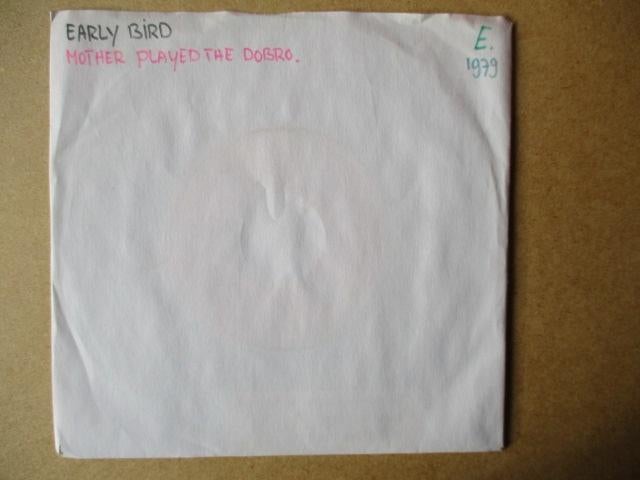 EARLY BiRD
MOTHER PLAYED THE DOBRO.
E.
1979